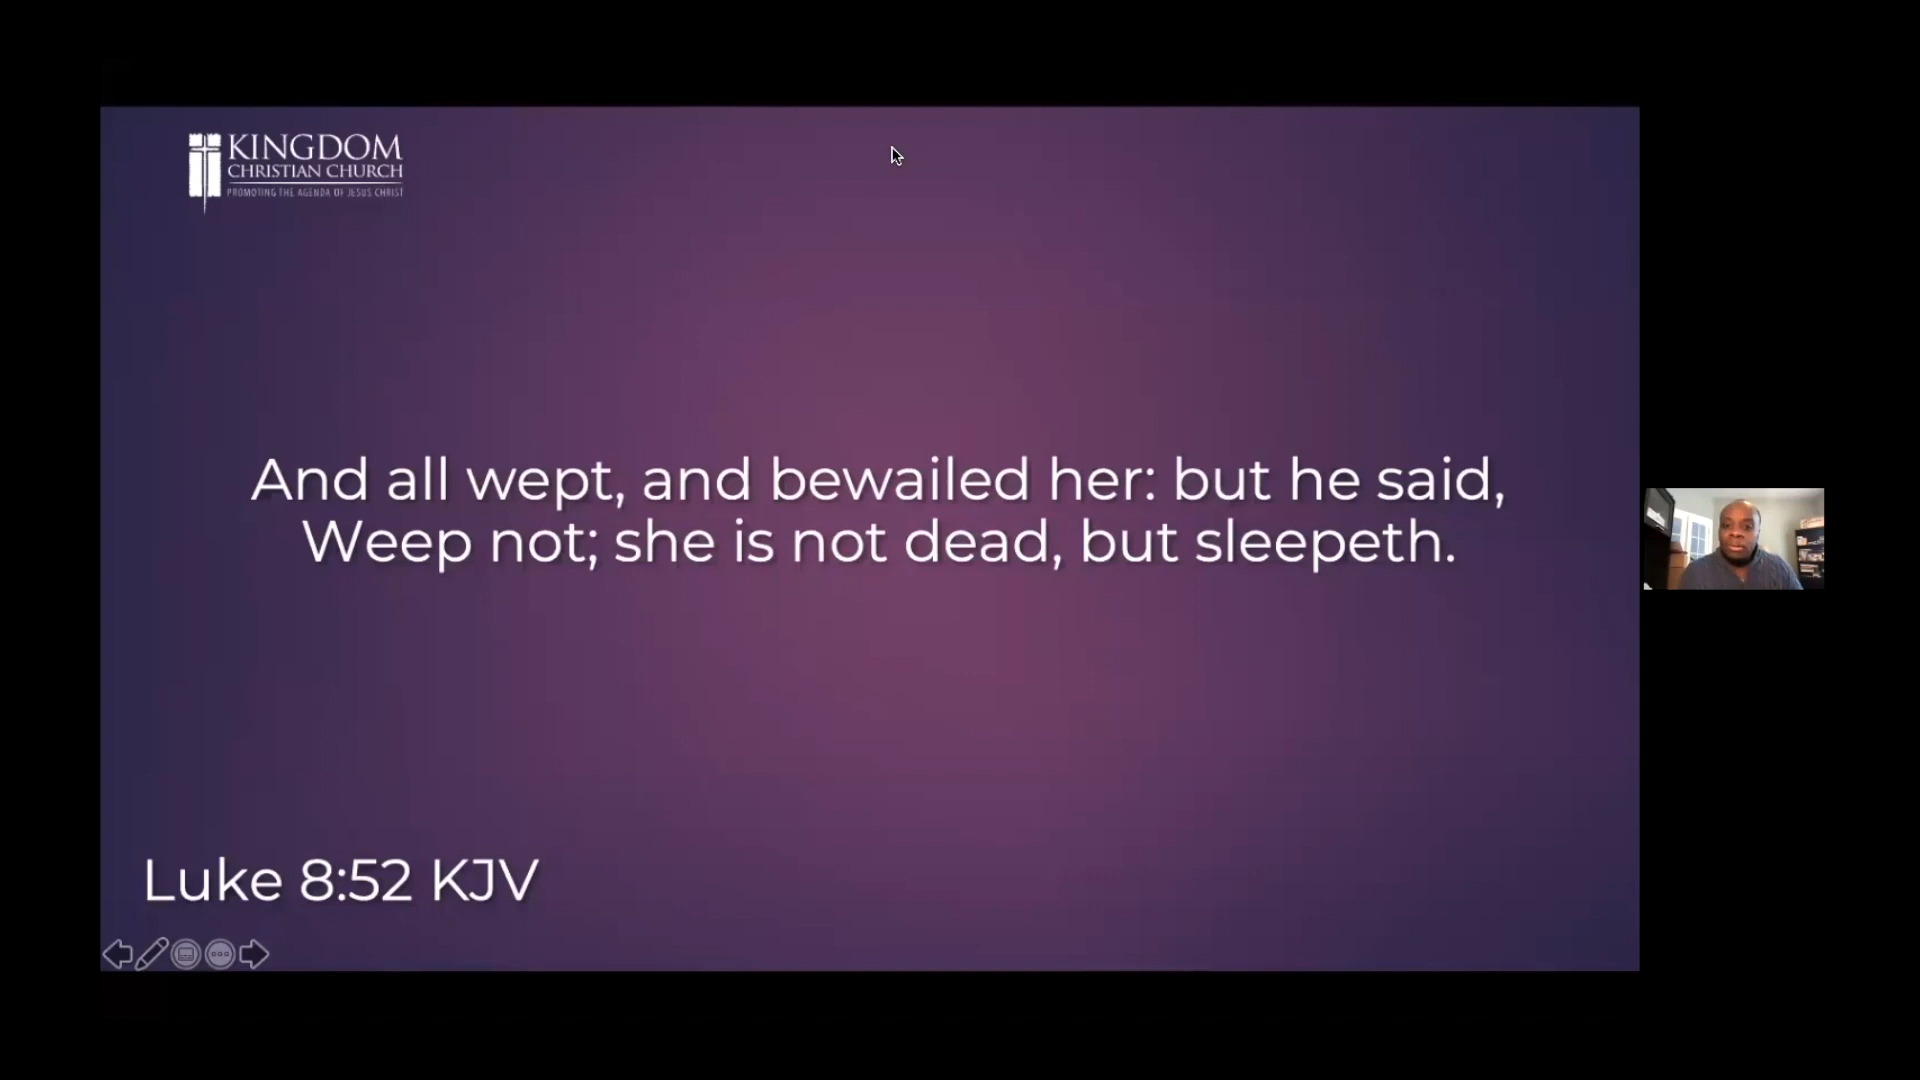 KINGDOM
CHRISTIAN CHURCH
PROMOTING THE AGENDA OF JESUS CHRIST
And all wept, and bewailed her: but he said,
Weep not; she is not dead, but sleepeth.
Luke 8:52 KJV